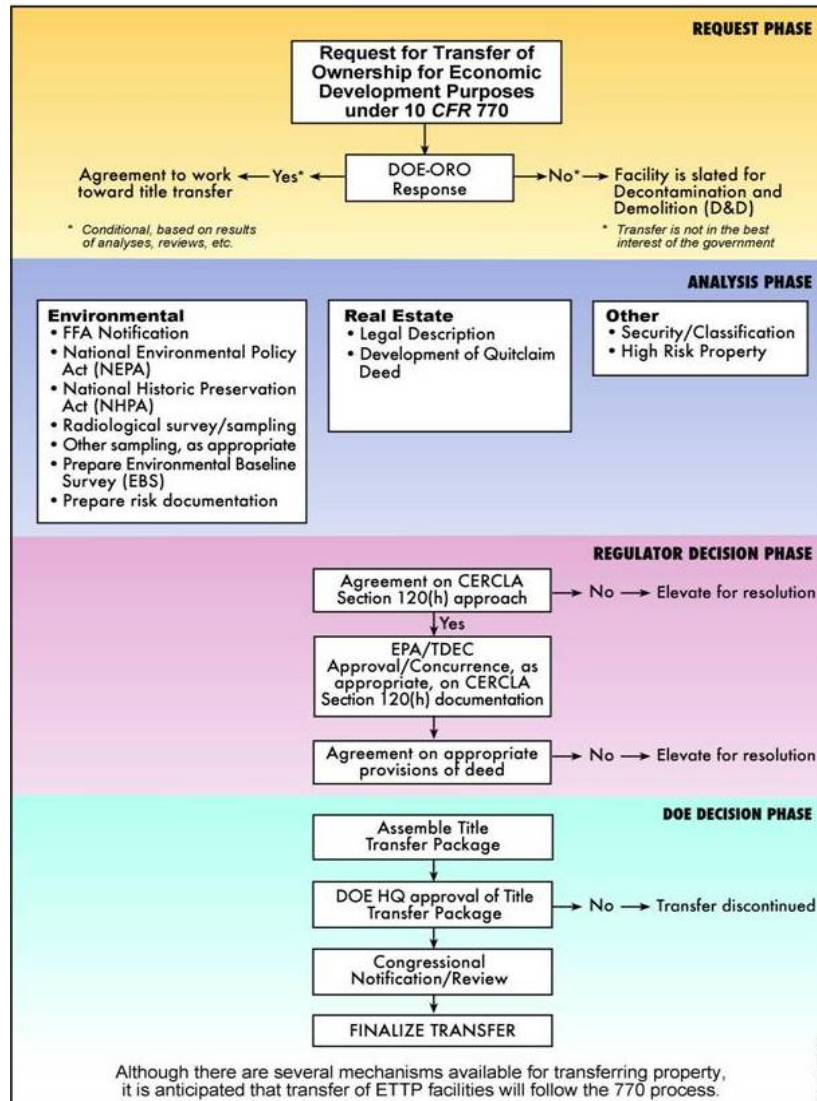 REQUEST PHASE
Request for Transfer of
Ownership for Economic
Development Purposes
under 10 CFR 770
DOE-ORO
Response
Yes*
Agreement to work
toward title transfer
* Conditional, based on results
of analyses, reviews, etc.
No*
Facility is slated for
Decontamination and
Demolition (D&D)
* Transfer is not in the best
interest of the government
ANALYSIS PHASE
Environmental
• FFA Notification
• National Environmental Policy
Act (NEPA)
• National Historic Preservation
Act (NHPA)
• Radiological survey/sampling
• Other sampling, as appropriate
• Prepare Environmental Baseline
Survey (EBS)
• Prepare risk documentation
Real Estate
• Legal Description
• Development of Quitclaim
Deed
Other
• Security/Classification
• High Risk Property
REGULATOR DECISION PHASE
Agreement on CERCLA
Section 120(h) approach
No
Elevate for resolution
Yes
EPA/TDEC
Approval/Concurrence, as
appropriate, on CERCLA
Section 120(h) documentation
Agreement on appropriate
provisions of deed
No
Elevate for resolution
DOE DECISION PHASE
Assemble Title
Transfer Package
DOE HQ approval of Title
Transfer Package
No
Transfer discontinued
Congressional
Notification/Review
FINALIZE TRANSFER
Although there are several mechanisms available for transferring property,
it is anticipated that transfer of ETTP facilities will follow the 770 process.